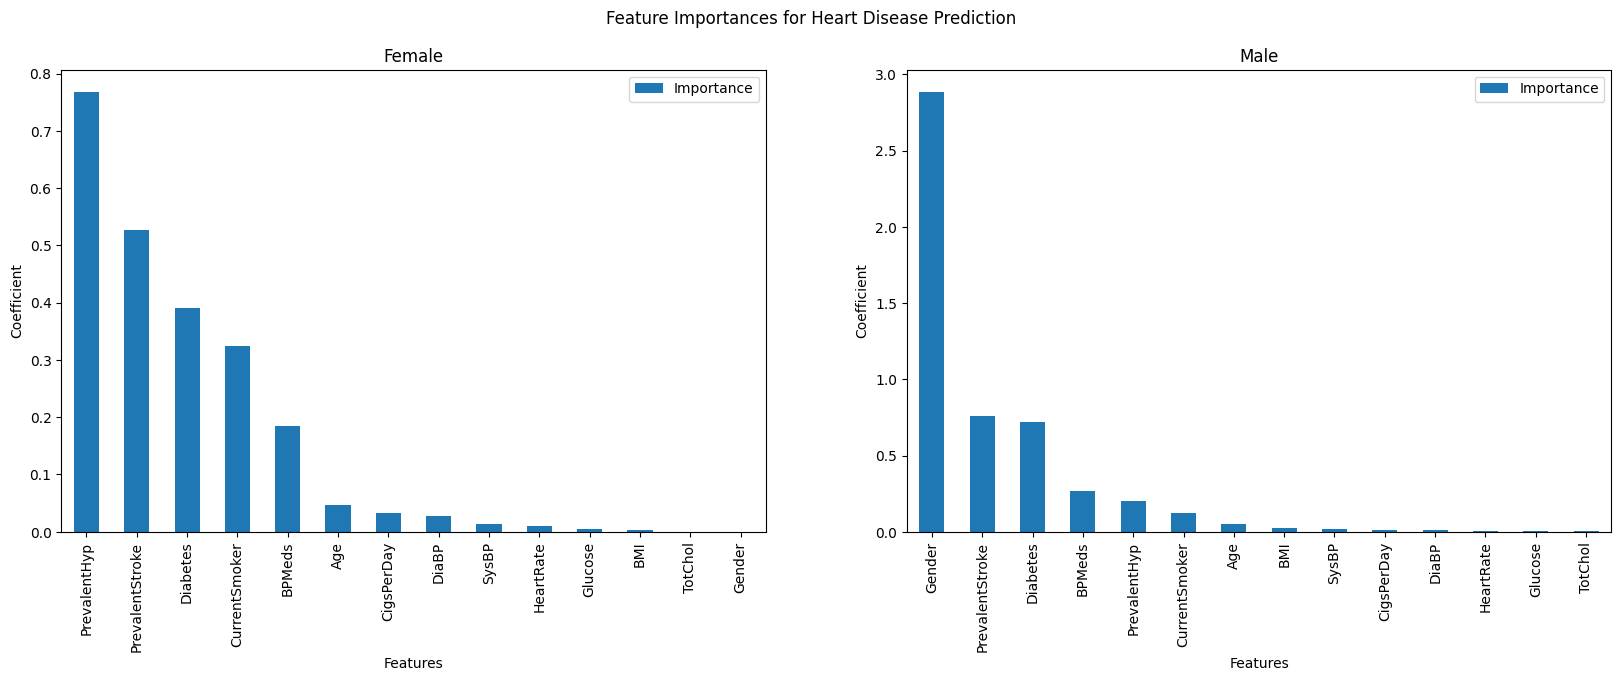 Feature Importances for Heart Disease Prediction
Female
Importance
0.8
0.7
0.6
0.5
0.4
0.3
0.2
0.1
0.0
Coefficient
PrevalentHyp
PrevalentStroke
Diabetes
CurrentSmoker
BPMeds
Age
CigsPerDay
DiaBP
SysBP
HeartRate
Glucose
BMI
TotChol
Gender
Features
Male
Importance
3.0
2.5
2.0
1.5
1.0
0.5
0.0
Coefficient
Gender
PrevalentStroke
Diabetes
BPMeds
PrevalentHyp
CurrentSmoker
Age
BMI
SysBP
CigsPerDay
DiaBP
HeartRate
Glucose
TotChol
Features